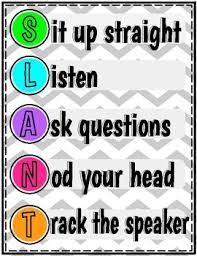 Sit up straight
Listen
Ask questions
Nod your head
Track the speaker